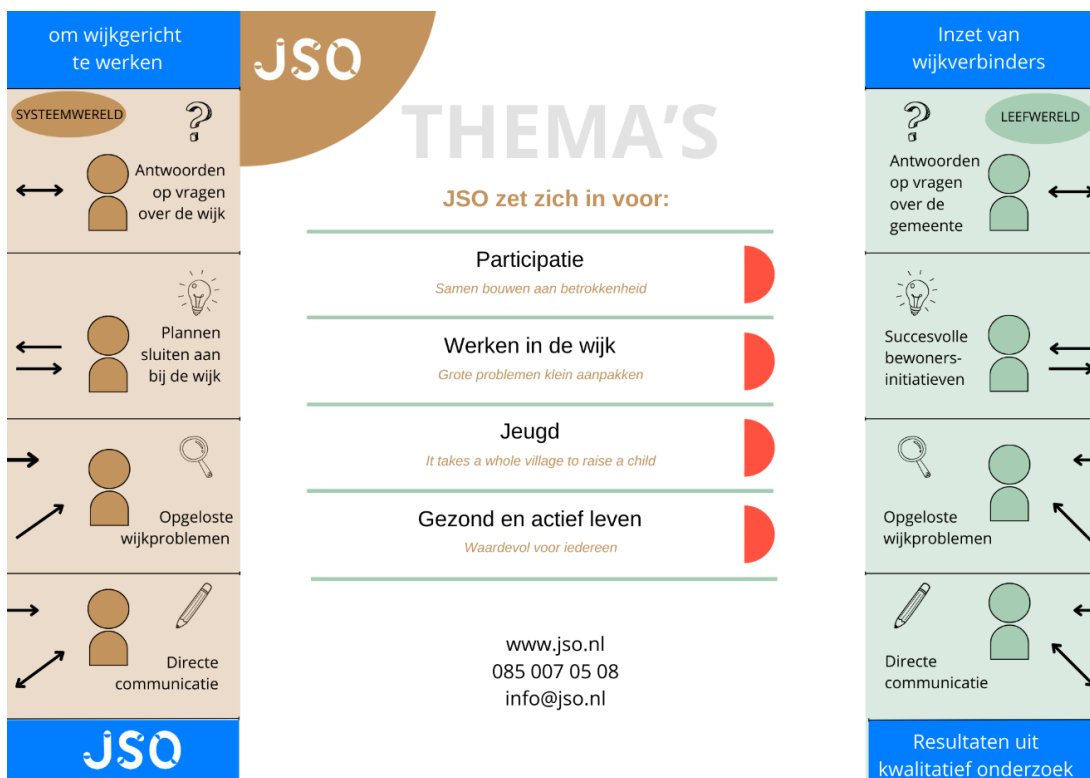 om wijkgericht
te werken
SYSTEEMWERELD
?
Antwoorden
op vragen
over de wijk
Plannen
sluiten aan
bij de wijk
Opgeloste
wijkproblemen
Directe
communicatie
JSO
JSO
THEMA'S
JSO zet zich in voor:
Participatie
Samen bouwen aan betrokkenheid
Werken in de wijk
Grote problemen klein aanpakken
Jeugd
It takes a whole village to raise a child
Gezond en actief leven
Waardevol voor iedereen
www.jso.nl
085 007 05 08
info@jso.nl
Inzet van
wijkverbinders
?
LEEFWERELD
Antwoorden
op vragen
over de
gemeente
Succesvolle
bewoners-
initiatieven
Opgeloste
wijkproblemen
Directe
communicatie
Resultaten uit
kwalitatief onderzoek